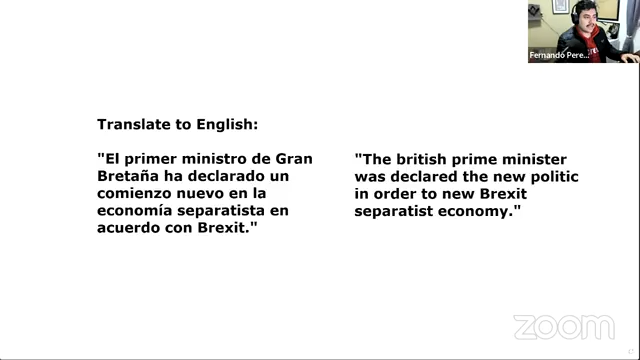 Fernando Pere...
Translate to English:
"El primer ministro de Gran
Bretaña ha declarado un
comienzo nuevo en la
economía separatista en
acuerdo con Brexit."
"The british prime minister
was declared the new politic
in order to new Brexit
separatist economy."
zoom